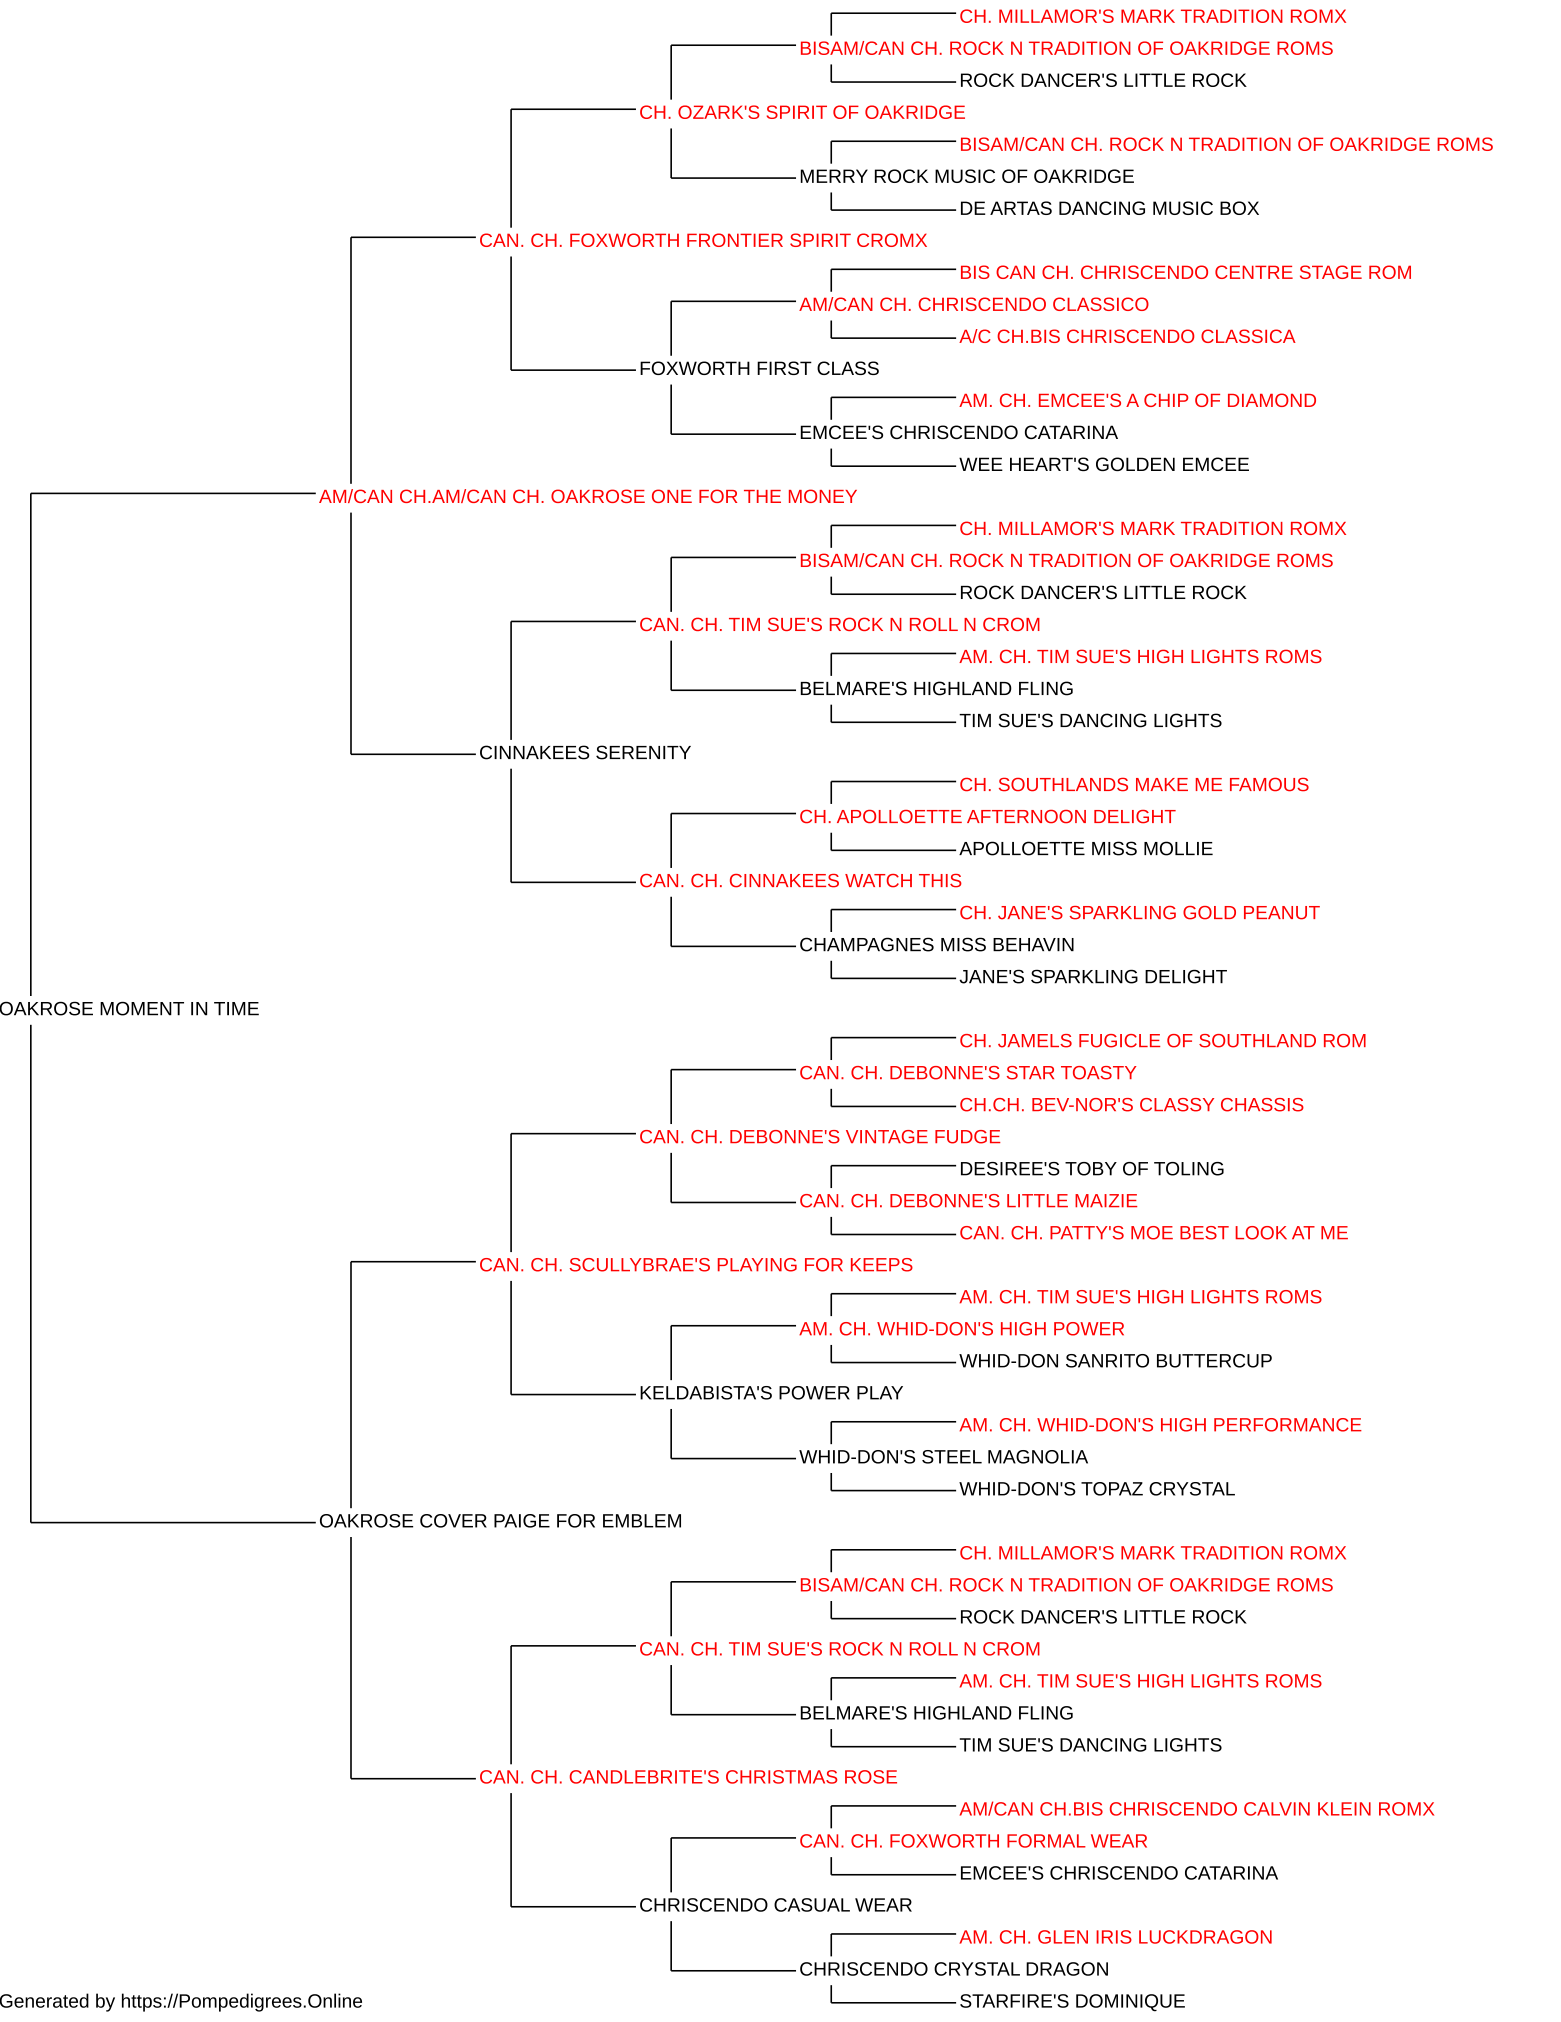 CH. MILLAMOR'S MARK TRADITION ROMX
BISAM/CAN CH. ROCK N TRADITION OF OAKRIDGE ROMS
ROCK DANCER'S LITTLE ROCK
CH. OZARK'S SPIRIT OF OAKRIDGE
BISAM/CAN CH. ROCK N TRADITION OF OAKRIDGE ROMS
MERRY ROCK MUSIC OF OAKRIDGE
DE ARTAS DANCING MUSIC BOX
CAN. CH. FOXWORTH FRONTIER SPIRIT CROMX
BIS CAN CH. CHRISCENDO CENTRE STAGE ROM
AM/CAN CH. CHRISCENDO CLASSICO
A/C CH.BIS CHRISCENDO CLASSICA
FOXWORTH FIRST CLASS
AM. CH. EMCEE'S A CHIP OF DIAMOND
EMCEE'S CHRISCENDO CATARINA
WEE HEART'S GOLDEN EMCEE
AM/CAN CH.AM/CAN CH. OAKROSE ONE FOR THE MONEY
CH. MILLAMOR'S MARK TRADITION ROMX
BISAM/CAN CH. ROCK N TRADITION OF OAKRIDGE ROMS
ROCK DANCER'S LITTLE ROCK
CAN. CH. TIM SUE'S ROCK N ROLL N CROM
AM. CH. TIM SUE'S HIGH LIGHTS ROMS
BELMARE'S HIGHLAND FLING
TIM SUE'S DANCING LIGHTS
CINNAKEES SERENITY
CH. SOUTHLANDS MAKE ME FAMOUS
CH. APOLLOETTE AFTERNOON DELIGHT
APOLLOETTE MISS MOLLIE
CAN. CH. CINNAKEES WATCH THIS
CH. JANE'S SPARKLING GOLD PEANUT
CHAMPAGNES MISS BEHAVIN
JANE'S SPARKLING DELIGHT
OAKROSE MOMENT IN TIME
CH. JAMELS FUGICLE OF SOUTHLAND ROM
CAN. CH. DEBONNE'S STAR TOASTY
CH.CH. BEV-NOR'S CLASSY CHASSIS
CAN. CH. DEBONNE'S VINTAGE FUDGE
DESIREE'S TOBY OF TOLING
CAN. CH. DEBONNE'S LITTLE MAIZIE
CAN. CH. PATTY'S MOE BEST LOOK AT ME
CAN. CH. SCULLYBRAE'S PLAYING FOR KEEPS
AM. CH. TIM SUE'S HIGH LIGHTS ROMS
AM. CH. WHID-DON'S HIGH POWER
WHID-DON SANRITO BUTTERCUP
KELDABISTA'S POWER PLAY
AM. CH. WHID-DON'S HIGH PERFORMANCE
WHID-DON'S STEEL MAGNOLIA
WHID-DON'S TOPAZ CRYSTAL
OAKROSE COVER PAIGE FOR EMBLEM
CH. MILLAMOR'S MARK TRADITION ROMX
BISAM/CAN CH. ROCK N TRADITION OF OAKRIDGE ROMS
ROCK DANCER'S LITTLE ROCK
CAN. CH. TIM SUE'S ROCK N ROLL N CROM
AM. CH. TIM SUE'S HIGH LIGHTS ROMS
BELMARE'S HIGHLAND FLING
TIM SUE'S DANCING LIGHTS
CAN. CH. CANDLEBRITE'S CHRISTMAS ROSE
AM/CAN CH.BIS CHRISCENDO CALVIN KLEIN ROMX
CAN. CH. FOXWORTH FORMAL WEAR
EMCEE'S CHRISCENDO CATARINA
CHRISCENDO CASUAL WEAR
AM. CH. GLEN IRIS LUCKDRAGON
CHRISCENDO CRYSTAL DRAGON
STARFIRE'S DOMINIQUE
Generated by https://Pompedigrees.Online